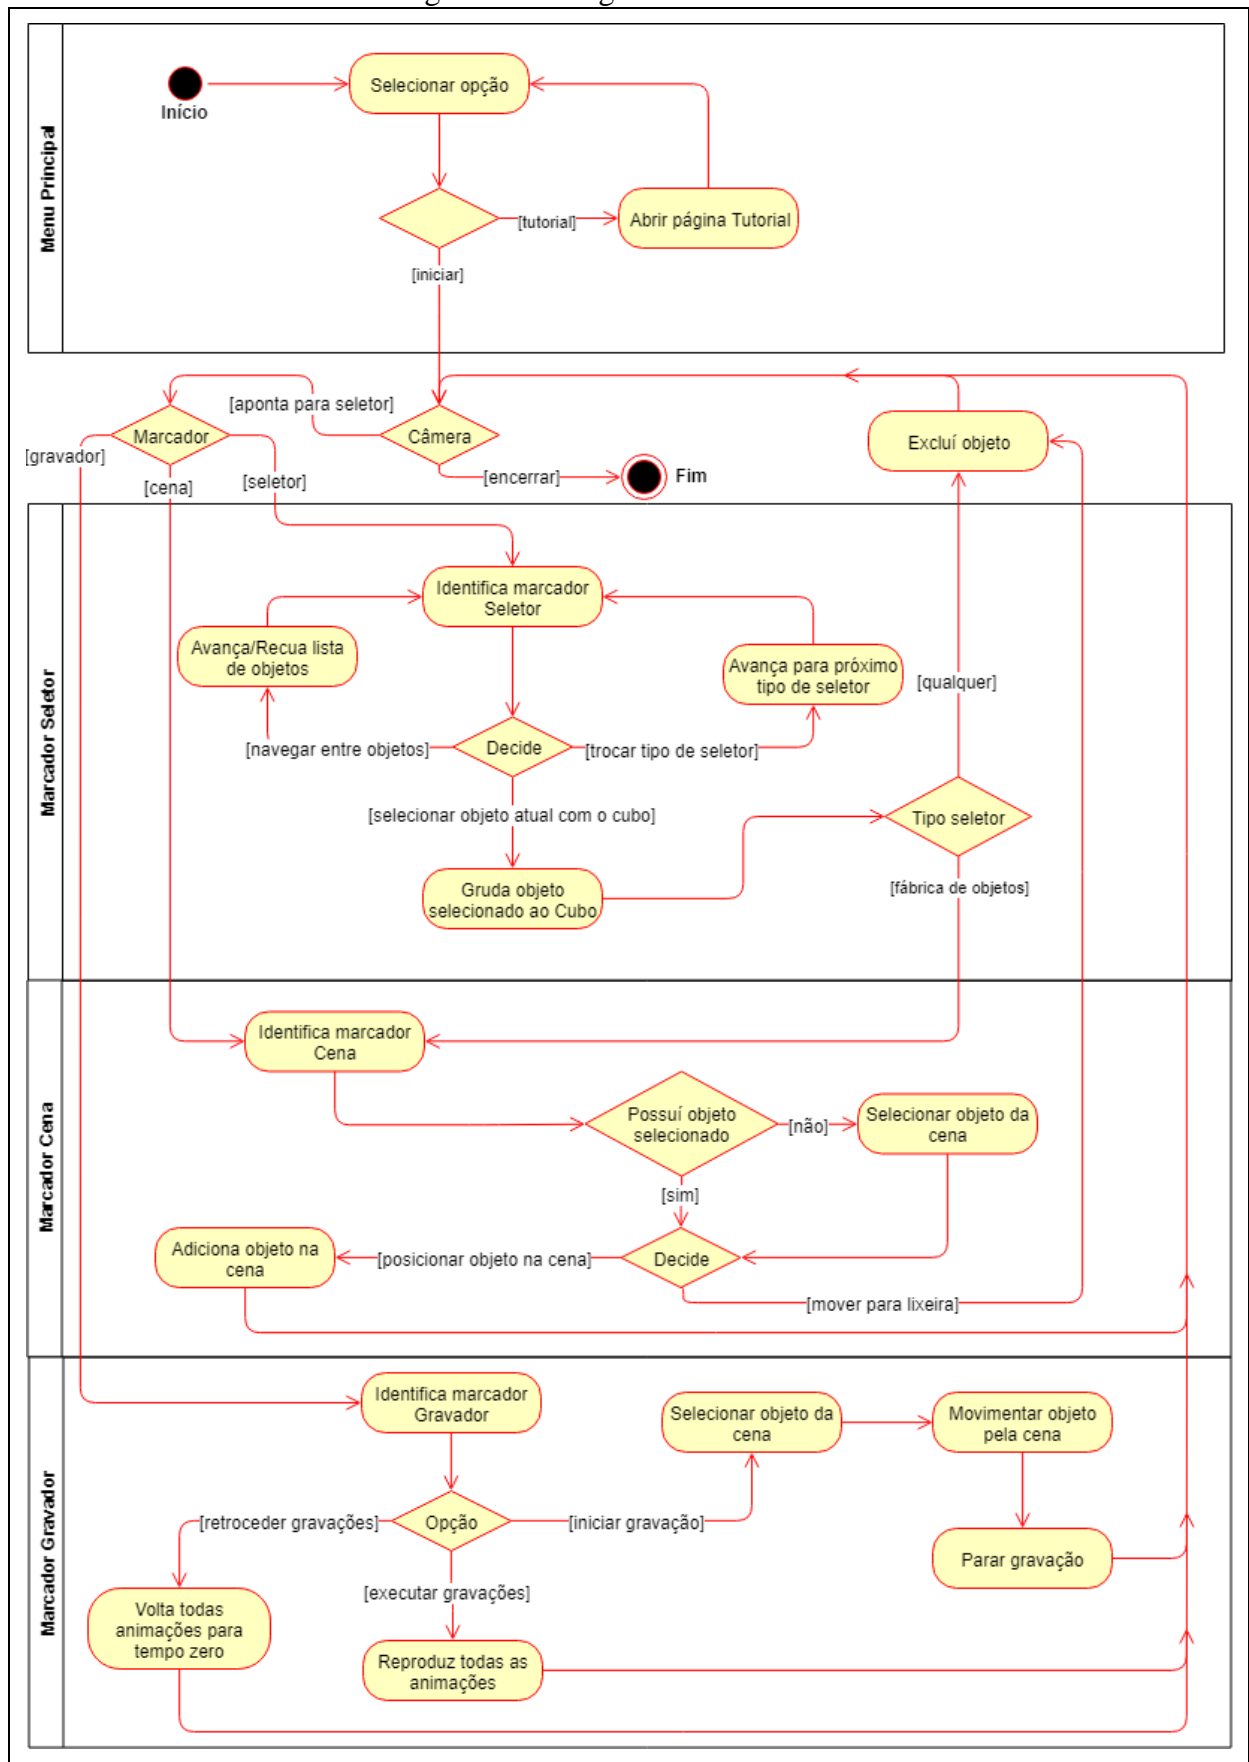 Início
Selecionar opção
Menu Principal
[tutorial]
Abrir página Tutorial
[iniciar]
[aponta para seletor]
Marcador
Câmera
Excluí objeto
[gravador]
[cena]
[seletor]
[encerrar]
Fim
Marcador Seletor
Identifica marcador
Seletor
Avança/Recua lista
de objetos
Avança para próximo
tipo de seletor
[qualquer]
[navegar entre objetos]
Decide
[trocar tipo de seletor]
[selecionar objeto atual com o cubo]
Tipo seletor
Gruda objeto
selecionado ao Cubo
[fábrica de objetos]
Marcador Cena
Identifica marcador
Cena
Possuí objeto
selecionado
[não]
Selecionar objeto da
cena
[sim]
Adiciona objeto na
cena
[posicionar objeto na cena]
Decide
[mover para lixeira]
Marcador Gravador
Identifica marcador
Gravador
Selecionar objeto da
cena
Movimentar objeto
pela cena
[retroceder gravações]
Opção
[iniciar gravação]
Parar gravação
[executar gravações]
Volta todas
animações para
tempo zero
Reproduz todas as
animações